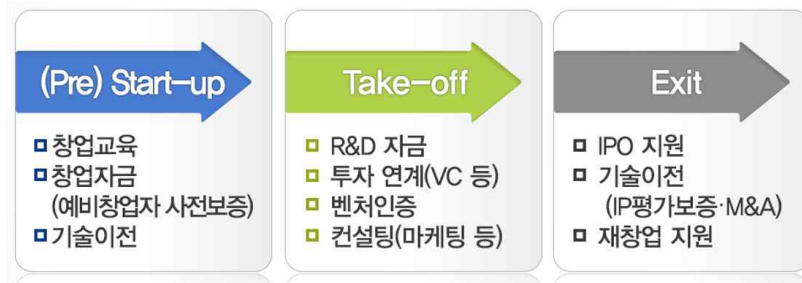 (Pre) Start-up
창업교육
창업자금
(예비창업자 사전보증)
기술이전
Take-off
R&D 자금
투자 연계(VC 등)
벤처인증
컨설팅(마케팅 등)
Exit
IPO 지원
기술이전
(IP평가보증·M&A)
재창업 지원